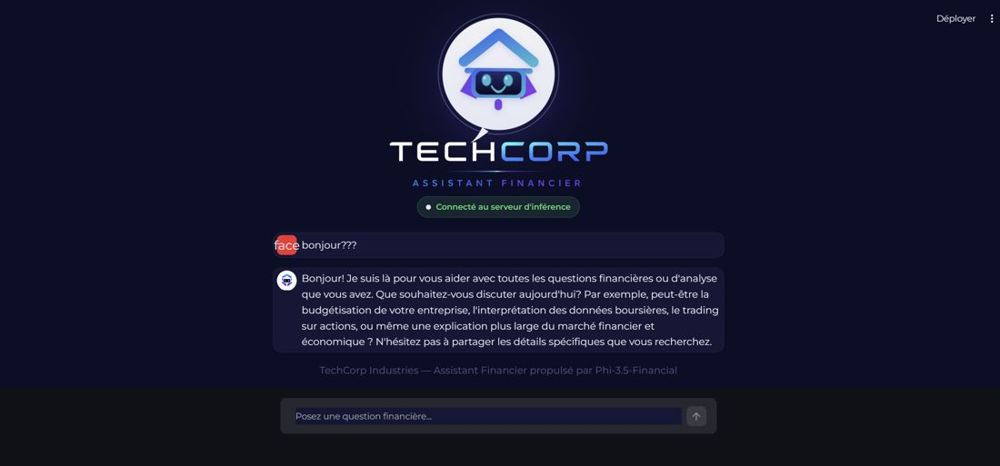 Déployer
TECHCORP
ASSISTANT FINANCIER
Connecté au serveur d'inférence
face bonjour???
Bonjour! Je suis là pour vous aider avec toutes les questions financières ou d'analyse
que vous avez. Que souhaitez-vous discuter aujourd'hui? Par exemple, peut-être la
budgétisation de votre entreprise, l'interprétation des données boursières, le trading
sur actions, ou même une explication plus large du marché financier et
économique ? N'hésitez pas à partager les détails spécifiques que vous recherchez.
TechCorp Industries — Assistant Financier propulsé par Phi-3.5-Financial
Posez une question financière...